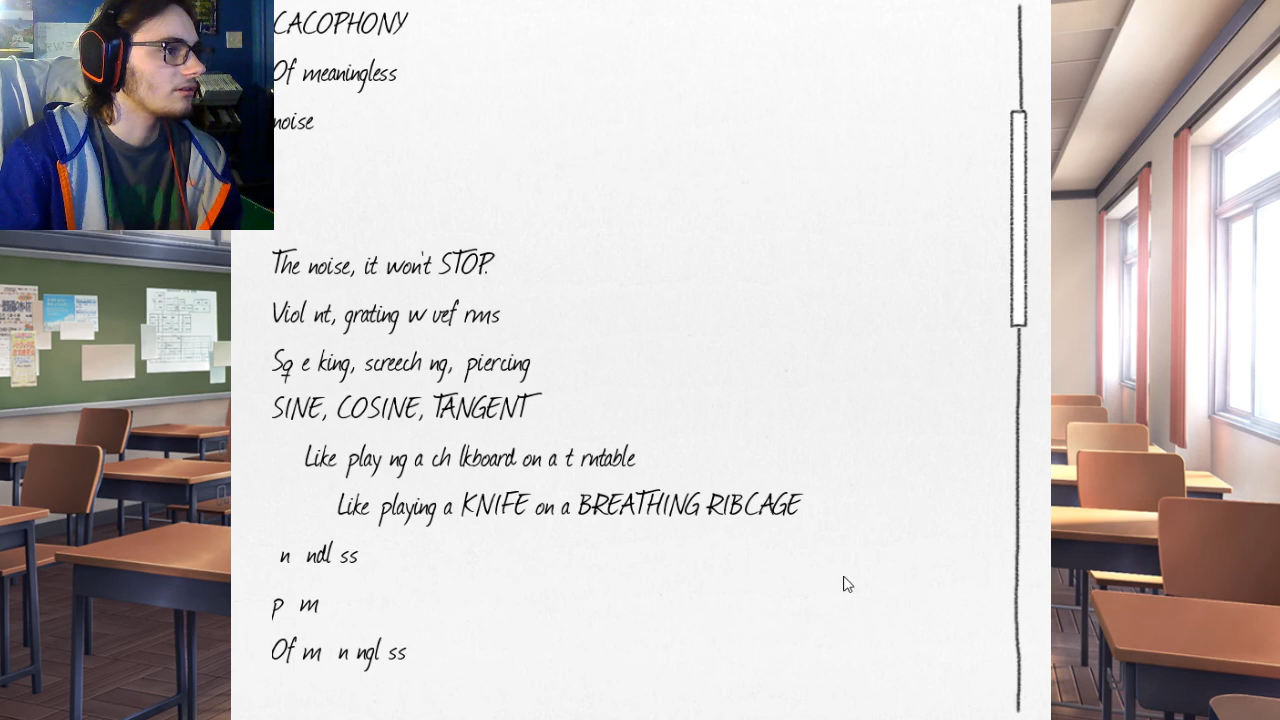 CACOPHONY
Of meaningless
noise
The noise, it won't STOP.
Viol nt, grating w vef rms
Sq e king, screech ng, piercing
SINE, COSINE, TANGENT
Like play ng a ch lkboard on a t rntable
Like playing a KNIFE on a BREATHING RIBCAGE
n ndl ss
p m
Of m n ngl ss